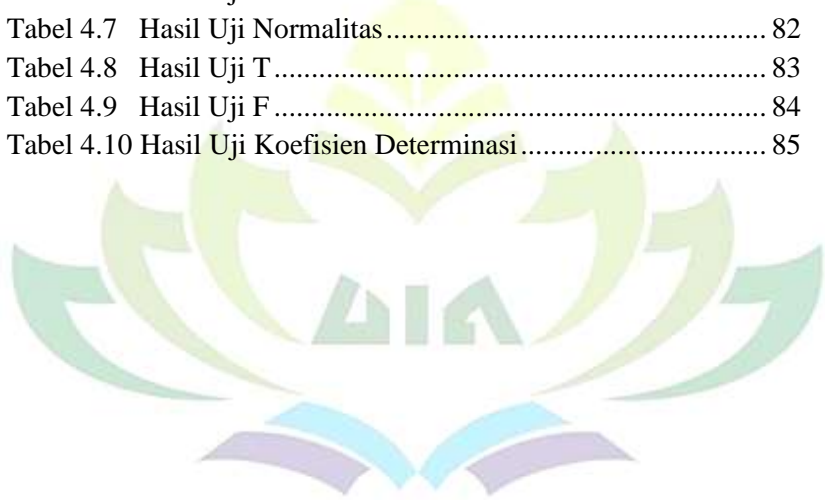 Tabel 4.7 Hasil Uji Normalitas................................................... 82
Tabel 4.8 Hasil Uji T.................................................................. 83
Tabel 4.9 Hasil Uji F.................................................................. 84
Tabel 4.10 Hasil Uji Koefisien Determinasi................................. 85
UIN